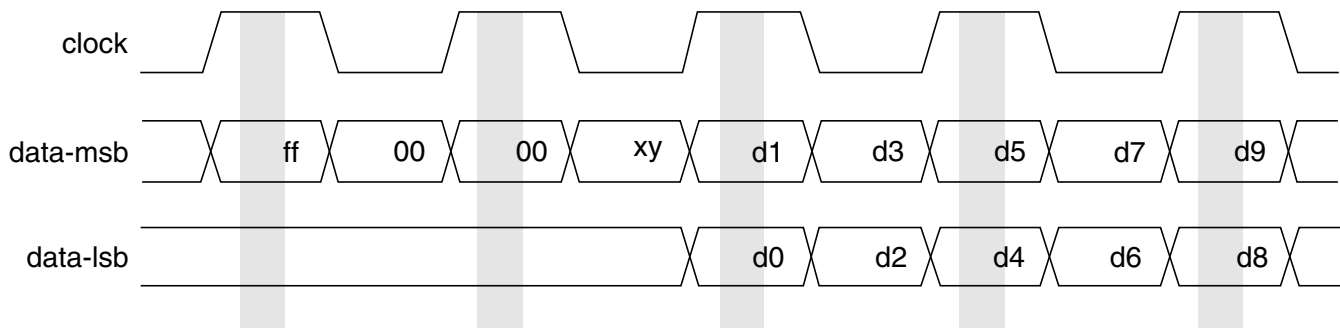 clock
data-msb ff 00 00 xy d1 d3 d5 d7 d9
data-lsb d0 d2 d4 d6 d8